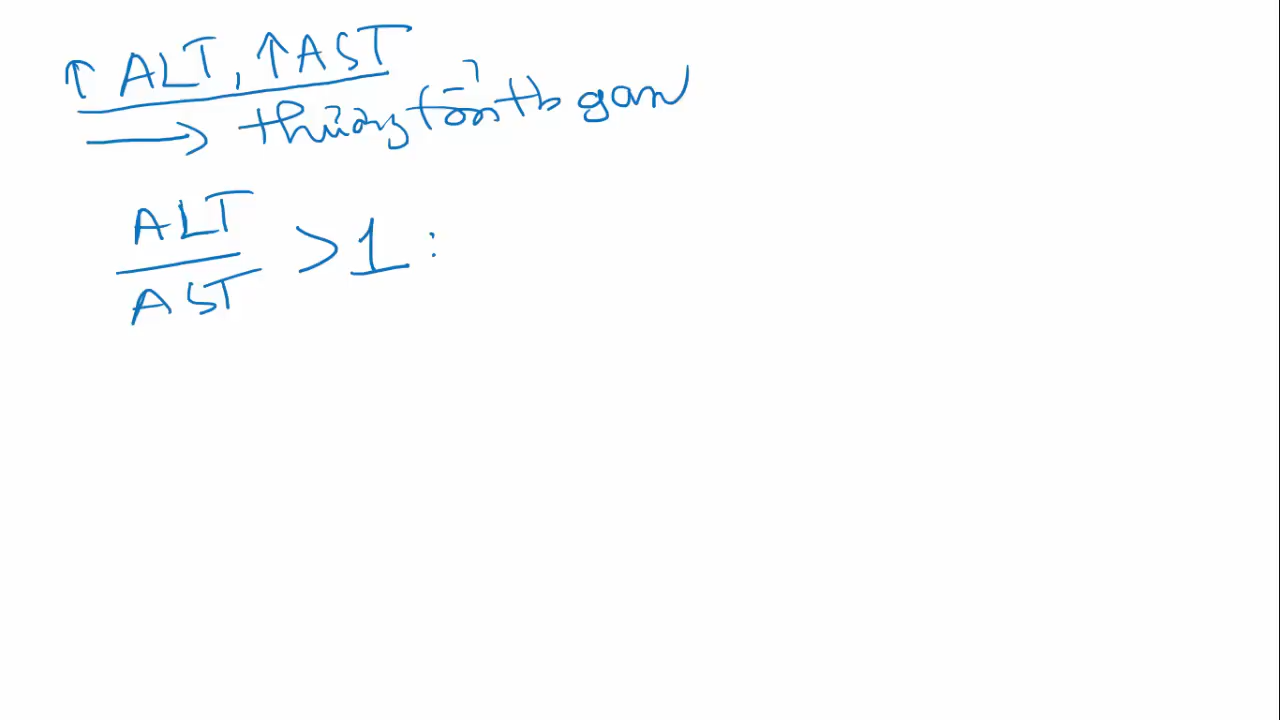 ↑ ALT, ↑ AST
→ thương tổn tb gan
ALT
AST > 1 :